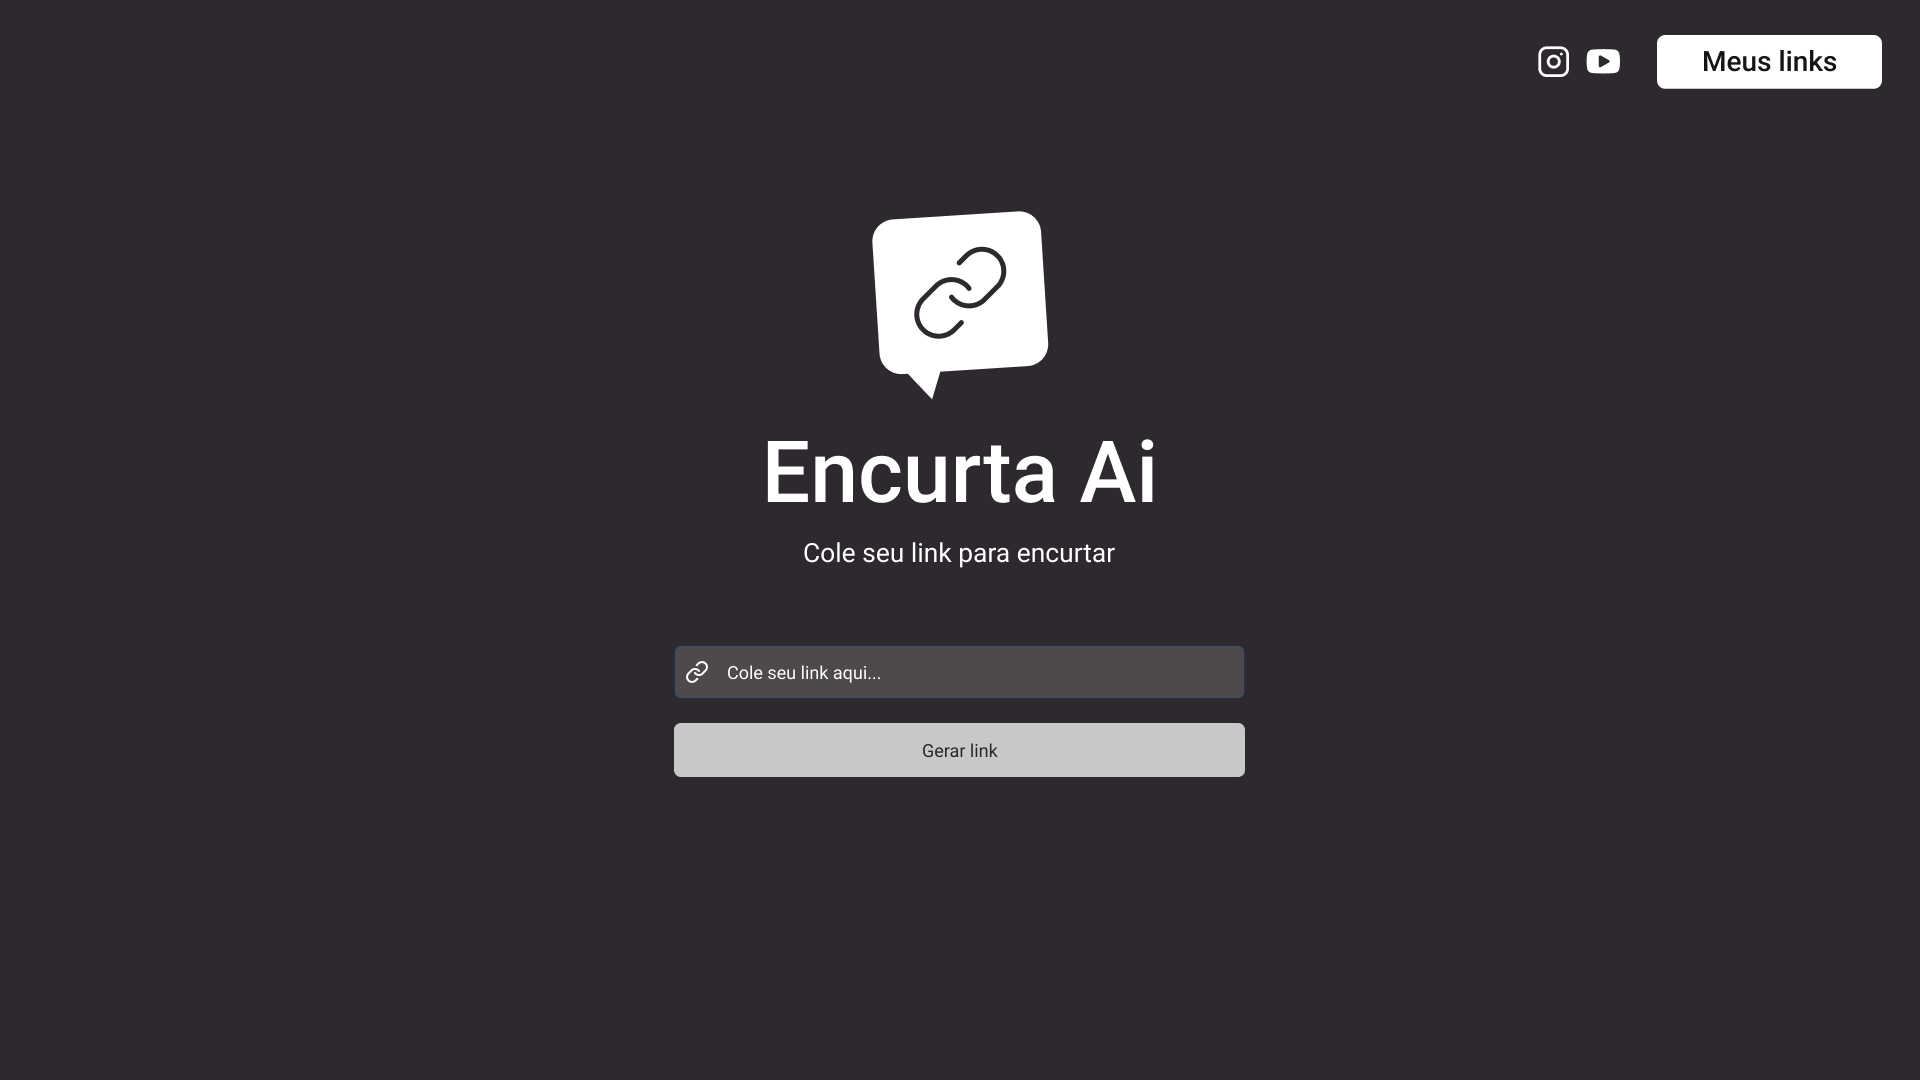 Meus links
Encurta Ai
Cole seu link para encurtar
Cole seu link aqui...
Gerar link